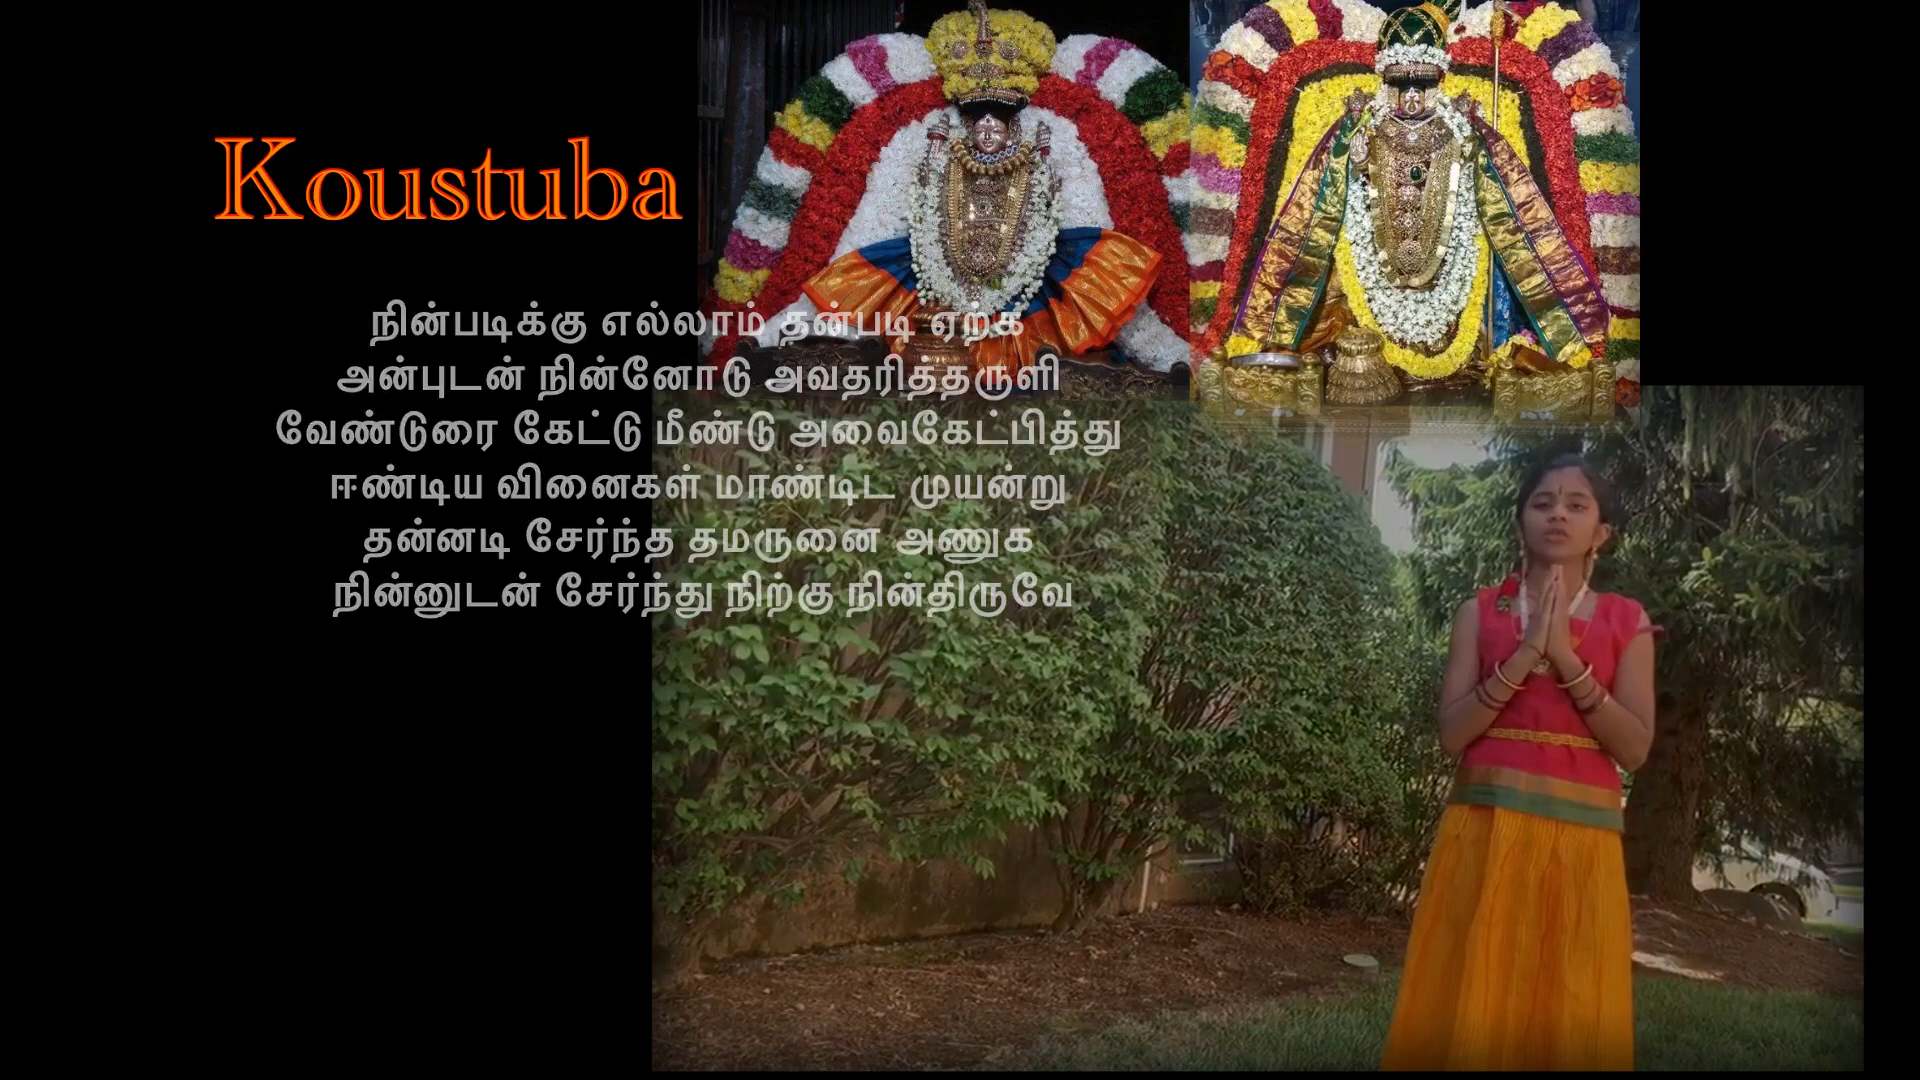 Koustuba
நின்படிக்கு எல்லாம் தன்படி ஏற்க
அன்புடன் நின்னோடு அவதரித்தருளி
வேண்டுரை கேட்டு மீண்டு அவைகேட்பித்து
ஈண்டிய வினைகள் மாண்டிட முயன்று
தன்னடி சேர்ந்த தமருனை அணுக
நின்னுடன் சேர்ந்து நிற்கு நின்திருவே